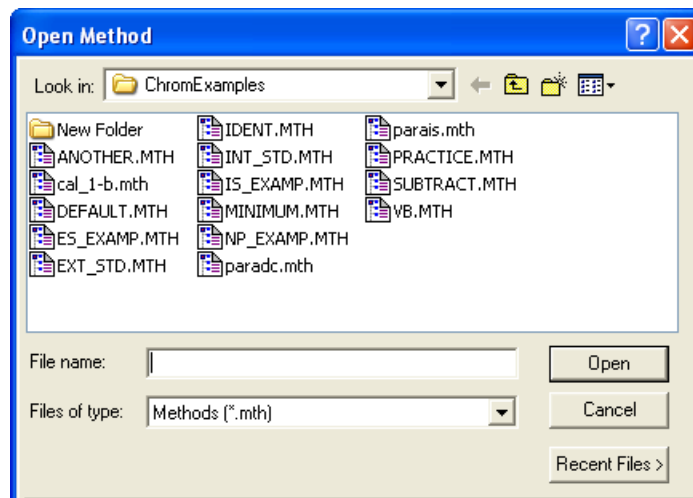 Open Method
Look in: ChromExamples
New Folder IDENT.MTH parais.mth
ANOTHER.MTH INT_STD.MTH PRACTICE.MTH
cal_1-b.mth IS_EXAMP.MTH SUBTRACT.MTH
DEFAULT.MTH MINIMUM.MTH VB.MTH
ES_EXAMP.MTH NP_EXAMP.MTH
EXT_STD.MTH paradc.mth
File name: Open
Files of type: Methods (*.mth) Cancel
Recent Files >